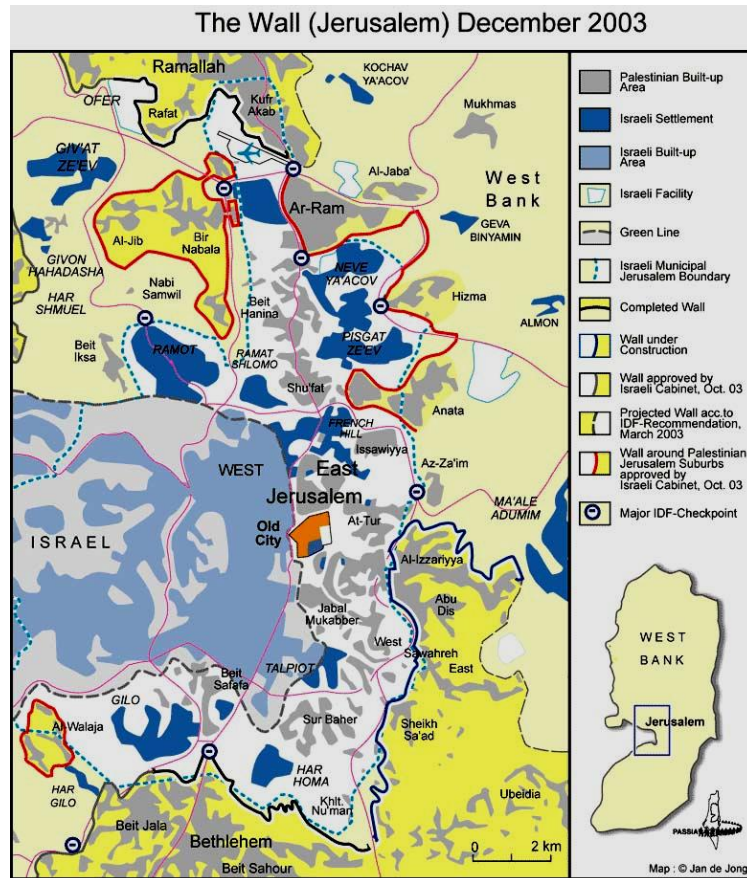 The Wall (Jerusalem) December 2003
Ramallah
OFER
Rafat
Kufr
Akab
KOCHAV
YA'ACOV
Mukhmas
GIV'AT
ZE'EV
Al-Jaba'
Ar-Ram
West
Bank
GEVA
BINYAMIN
Al-Jib
Bir
Nabala
GIVON
HAHADASHA
NEVE
YA'ACOV
HAR
SHMUEL
Nabi
Samwil
Beit
Hanina
Hizma
ALMON
Beit
Iksa
RAMOT
RAMAT
SHLOMO
PISGAT
ZE'EV
Shu'fat
Anata
FRENCH
HILL
Issawiyya
WEST
East
Jerusalem
Az-Za'im
MA'ALE
ADUMIM
ISRAEL
Old
City
At-Tur
Al-Izzariyya
Abu
Dis
Jabal
Mukabber
West
Sawahreh
East
TALPIOT
Beit
Safafa
GILO
Al-Walaja
Sur Baher
Sheikh
Sa'ad
HAR
HOMA
HAR
GILO
Khlt.
Nu'man
Ubeidia
Beit Jala
Bethlehem
Beit Sahour
0 2 km
Palestinian Built-up
Area
Israeli Settlement
Israeli Built-up
Area
Israeli Facility
Green Line
Israeli Municipal
Jerusalem Boundary
Completed Wall
Wall under
Construction
Wall approved by
Israeli Cabinet, Oct. 03
Projected Wall acc.to
IDF-Recommendation,
March 2003
Wall around Palestinian
Jerusalem Suburbs
approved by
Israeli Cabinet, Oct. 03
Major IDF-Checkpoint
WEST
BANK
Jerusalem
PASSIA
Map : © Jan de Jong